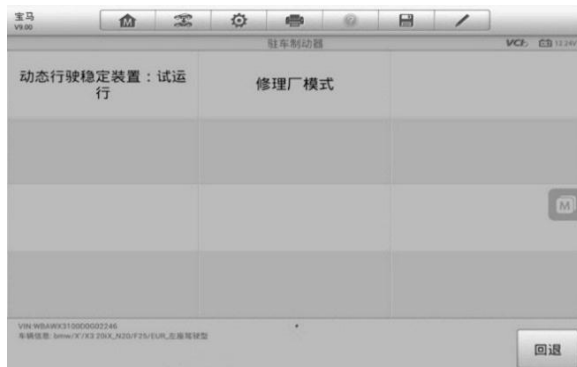 宝马
V9.00
驻车制动器
VCI
动态行驶稳定装置：试运
行
修理厂模式
M
车辆信息: bmw/X'/X3 20iX_N20/F25/EUR_左座驾驶型
回退